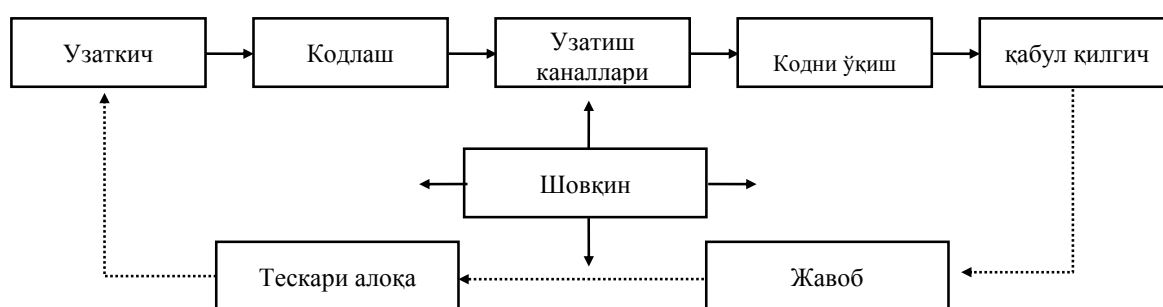 Узаткич
Кодлаш
Узатиш
каналлари
Кодни ўқиш
қабул қилгич
Шовқин
Тескари алоқа
Жавоб